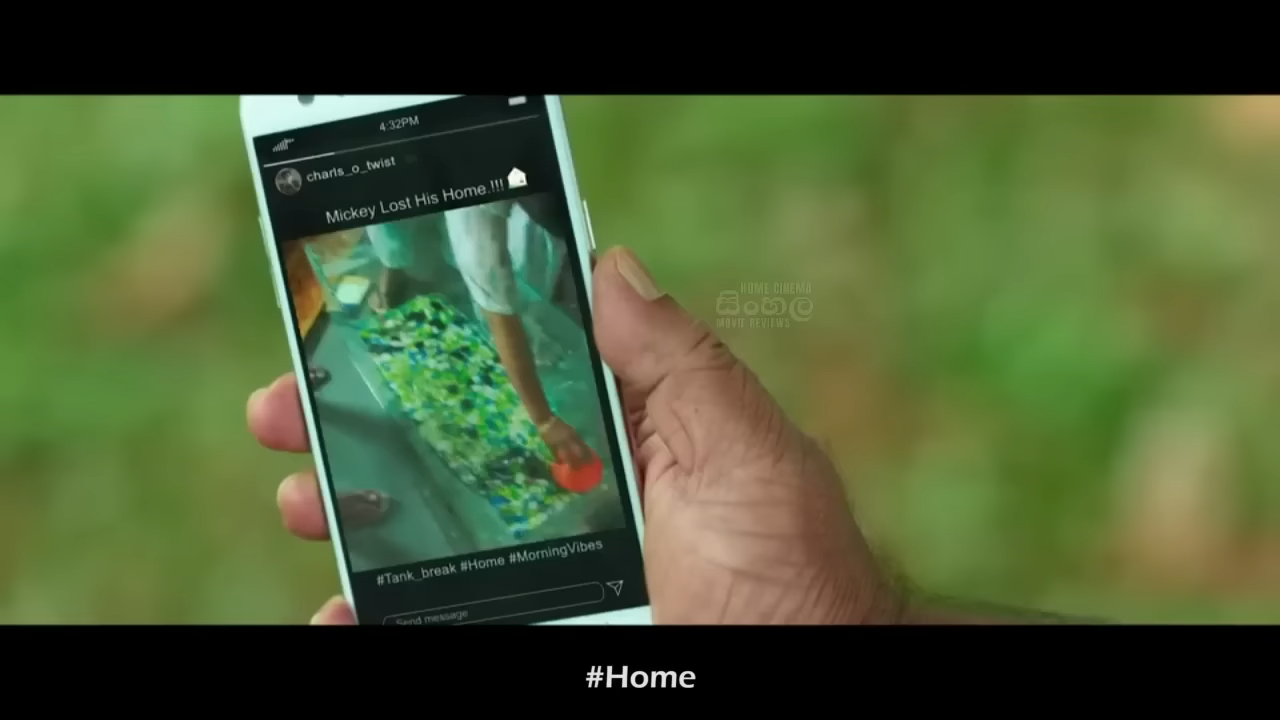 4:32PM
charls_o_twist
Mickey Lost His Home.!!!
#Tank_break #Home #MorningVibes
Send message
HOME CINEMA
සිංහල
MOVIE REVIEWS
#Home